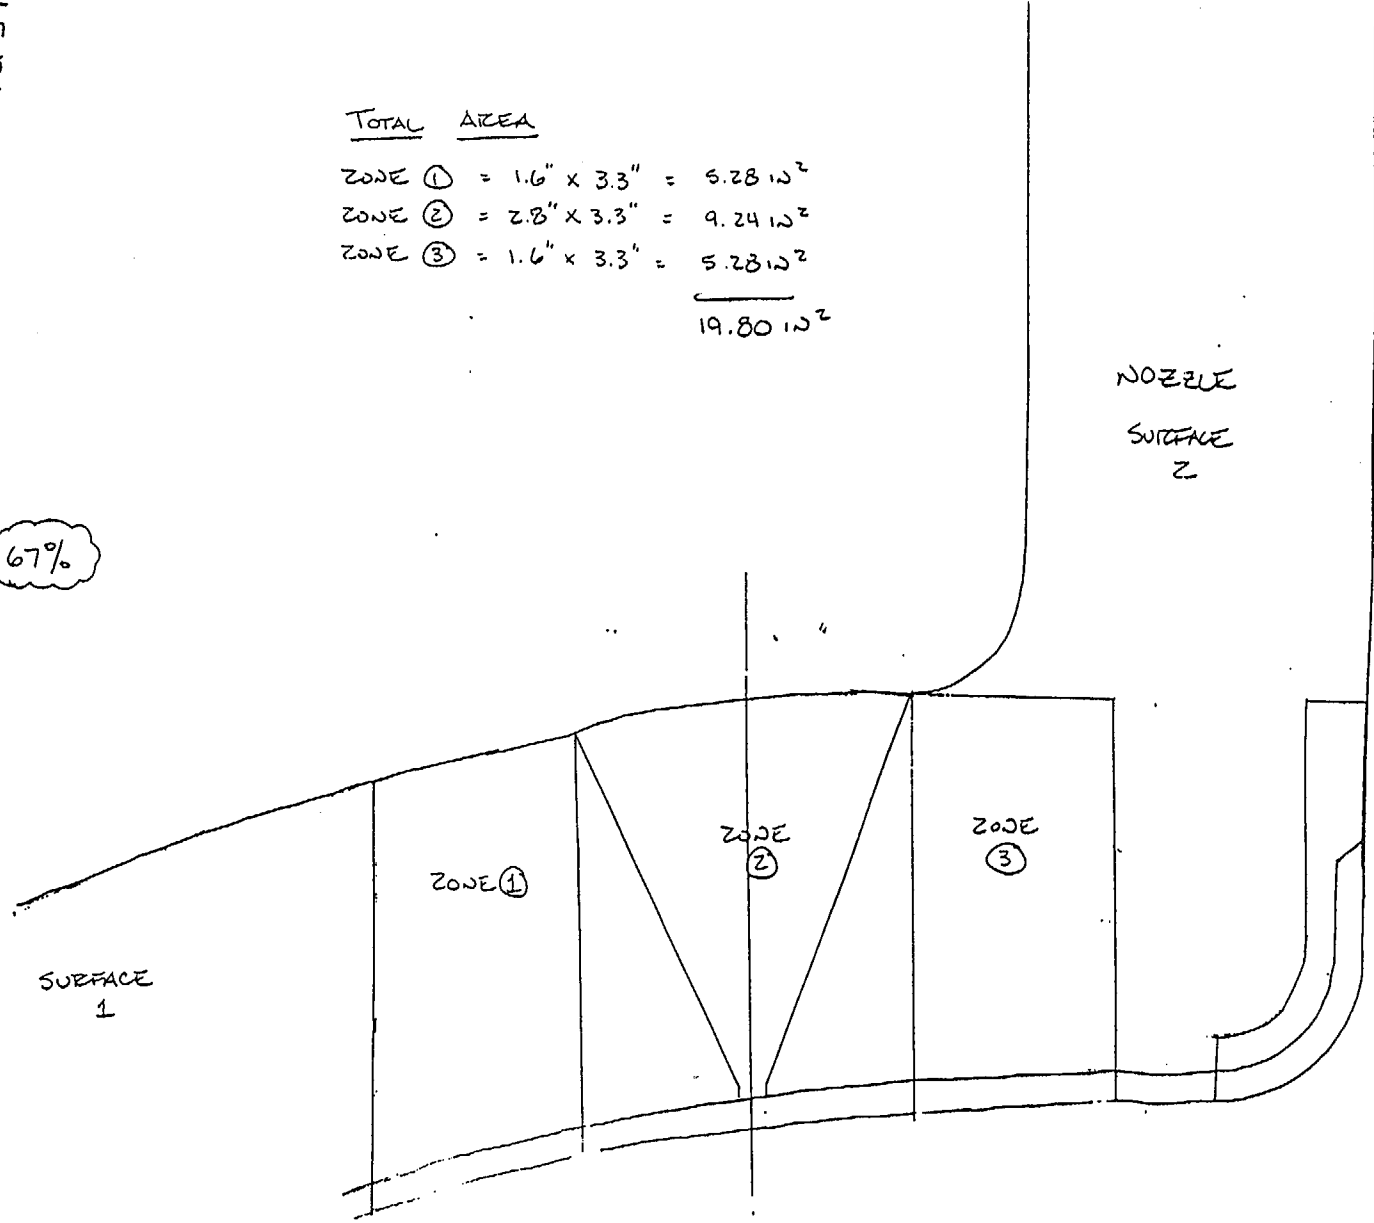 TOTAL AREA
ZONE ① = 1.6" x 3.3" = 5.28 IN²
ZONE ② = 2.8" x 3.3" = 9.24 IN²
ZONE ③ = 1.6" x 3.3" = 5.28 IN²
19.80 IN²
NOZZLE
SURFACE
2
67%
ZONE
②
ZONE
③
ZONE ①
SURFACE
1